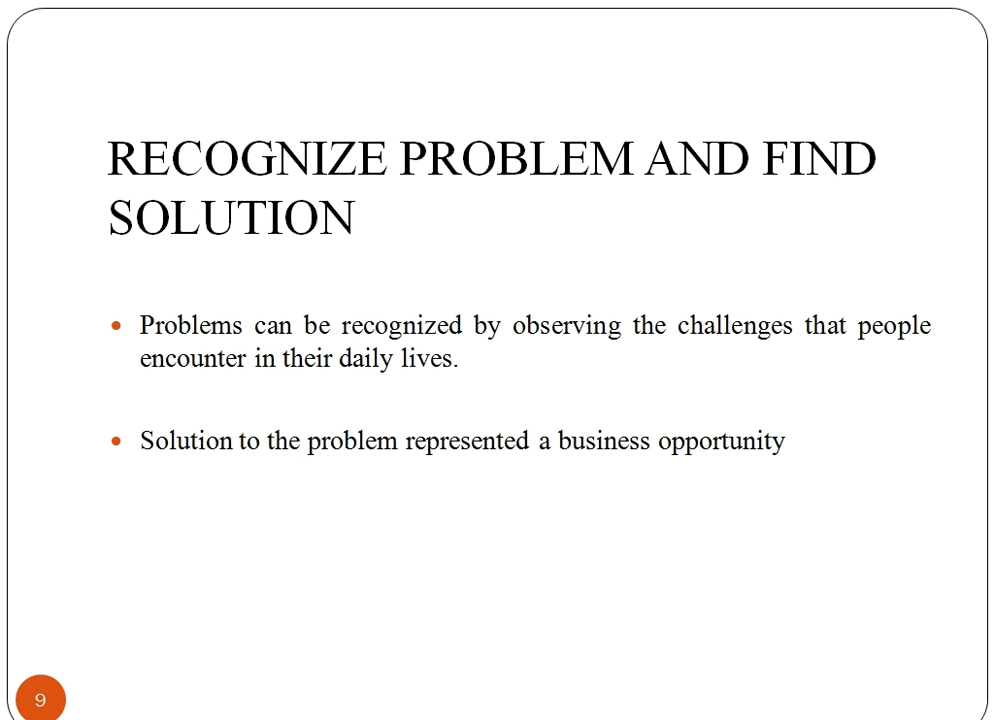 RECOGNIZE PROBLEM AND FIND
SOLUTION
• Problems can be recognized by observing the challenges that people
encounter in their daily lives.
• Solution to the problem represented a business opportunity
9